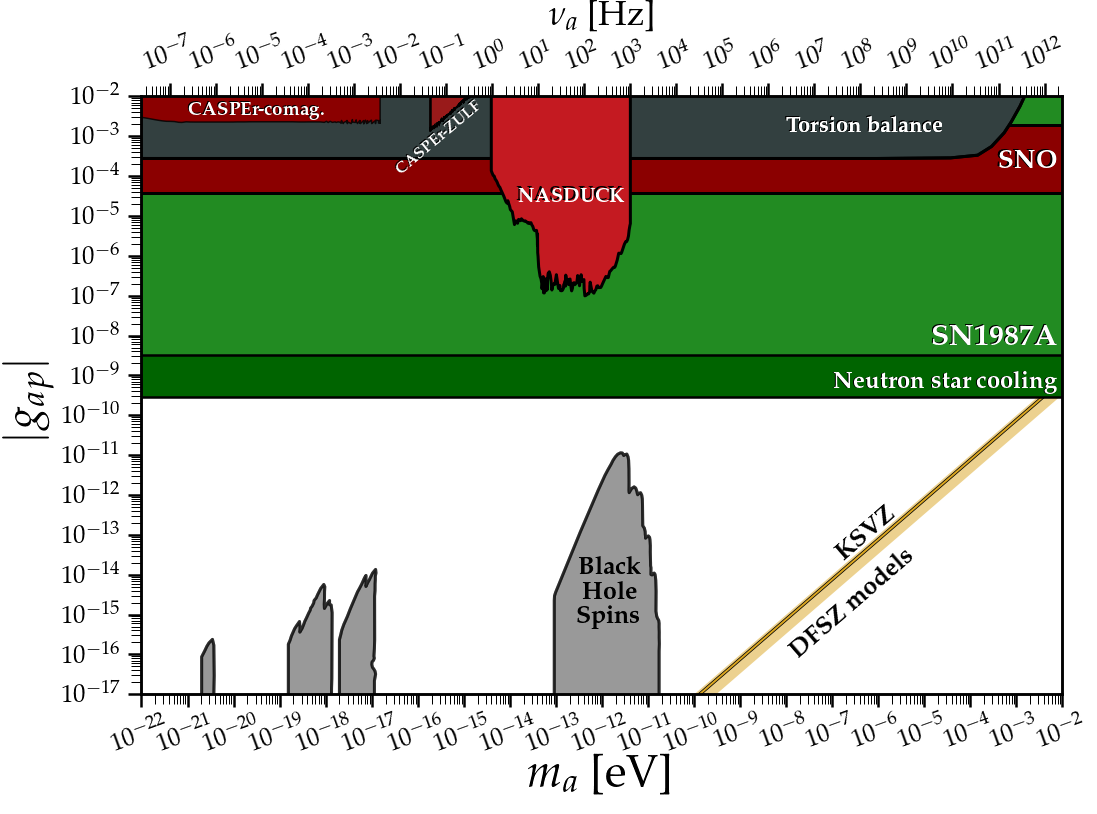 νₐ [Hz]
10⁻⁷ 10⁻⁶ 10⁻⁵ 10⁻⁴ 10⁻³ 10⁻² 10⁻¹ 10⁰ 10¹ 10² 10³ 10⁴ 10⁵ 10⁶ 10⁷ 10⁸ 10⁹ 10¹⁰ 10¹¹ 10¹²
10⁻²
CASPEr-comag.
CASPEr-ZULF
Torsion balance
10⁻³
SNO
10⁻⁴
NASDUCK
10⁻⁵
10⁻⁶
10⁻⁷
10⁻⁸
SN1987A
10⁻⁹
Neutron star cooling
|gₐₚ|
10⁻¹⁰
10⁻¹¹
10⁻¹²
10⁻¹³
KSVZ
DFSZ models
10⁻¹⁴
Black
Hole
Spins
10⁻¹⁵
10⁻¹⁶
10⁻¹⁷
10⁻²² 10⁻²¹ 10⁻²⁰ 10⁻¹⁹ 10⁻¹⁸ 10⁻¹⁷ 10⁻¹⁶ 10⁻¹⁵ 10⁻¹⁴ 10⁻¹³ 10⁻¹² 10⁻¹¹ 10⁻¹⁰ 10⁻⁹ 10⁻⁸ 10⁻⁷ 10⁻⁶ 10⁻⁵ 10⁻⁴ 10⁻³ 10⁻²
mₐ [eV]